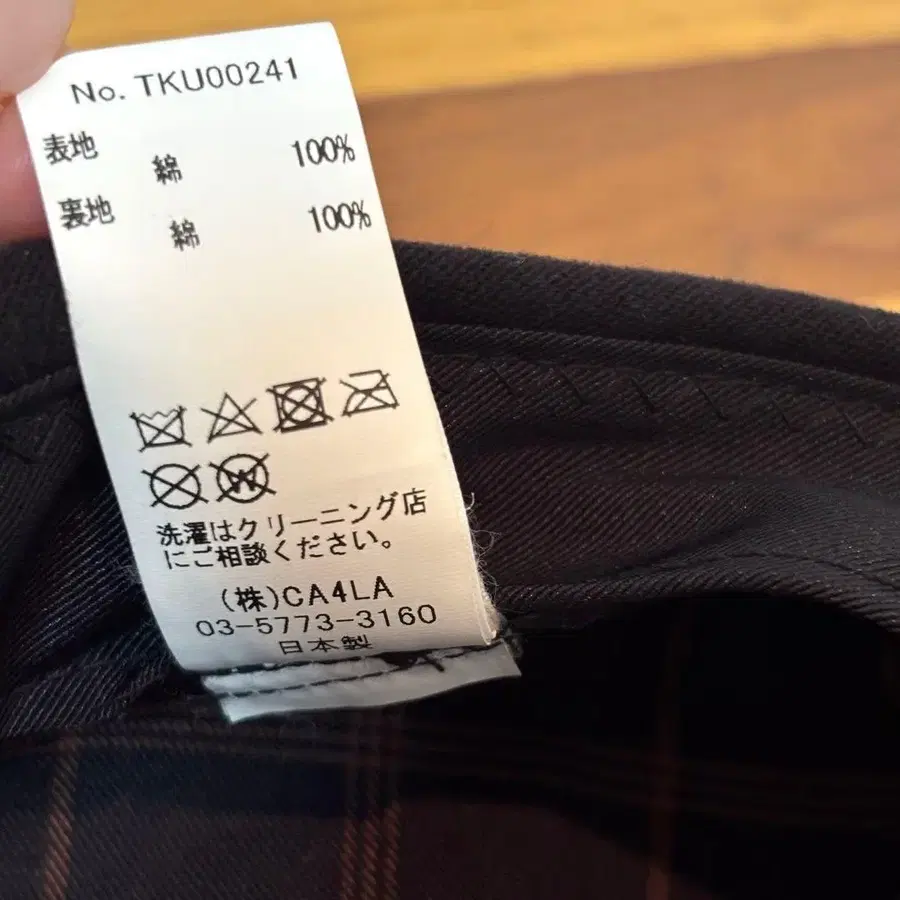 No. TKU00241
表地 綿 100%
裏地 綿 100%
W
洗濯はクリーニング店
にご相談ください。
(株)CA4LA
03-5773-3160
日本製